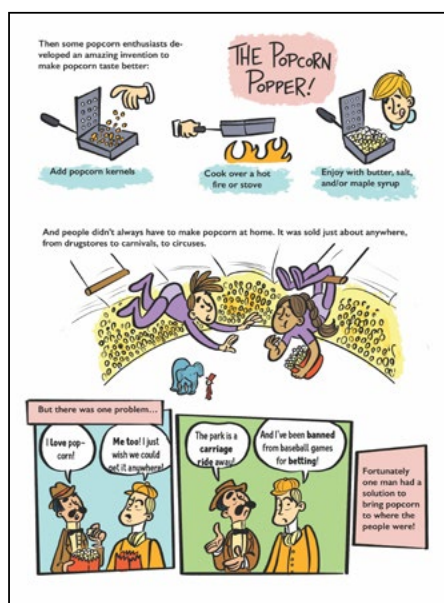 Then some popcorn enthusiasts de-
veloped an amazing invention to
make popcorn taste better:
THE POPCORN
POPPER!
Add popcorn kernels
Cook over a hot
fire or stove
Enjoy with butter, salt,
and/or maple syrup
And people didn't always have to make popcorn at home. It was sold just about anywhere,
from drugstores to carnivals, to circuses.
But there was one problem...
I love pop-
corn!
Me too! I just
wish we could
get it anywhere!
The park is a
carriage
ride away!
And I've been banned
from baseball games
for betting!
Fortunately
one man had a
solution to
bring popcorn
to where the
people were!